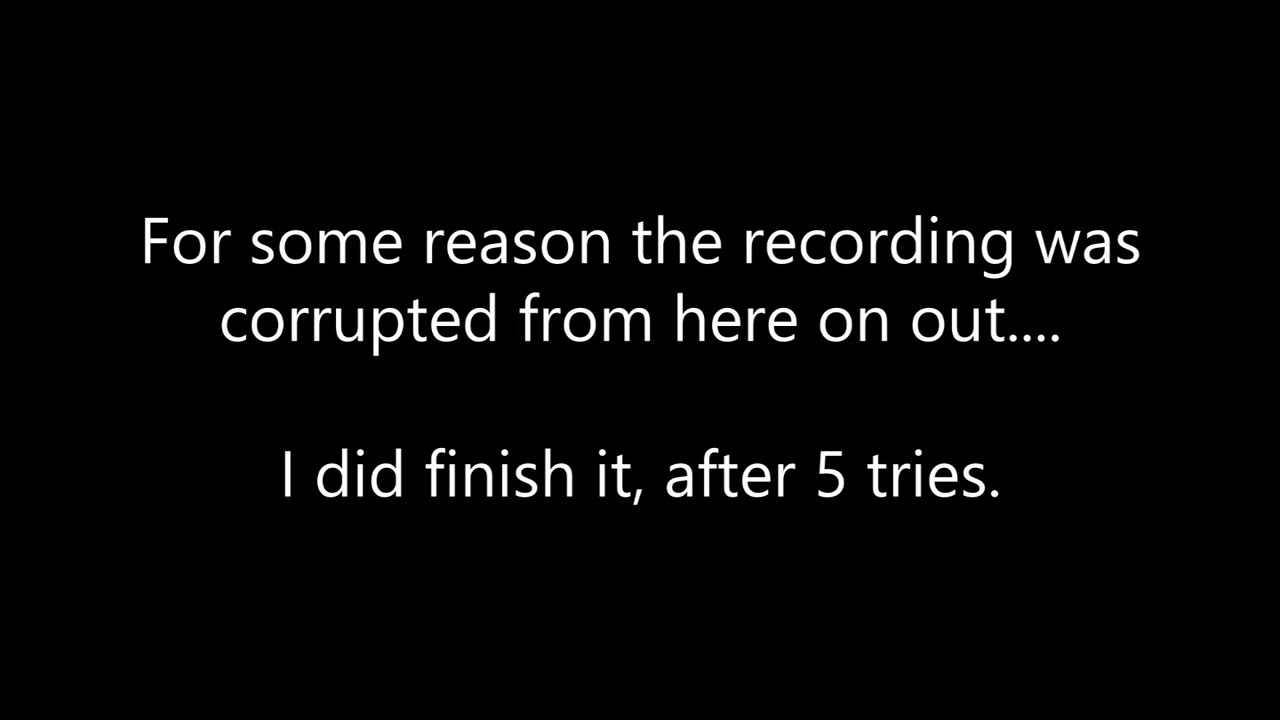 For some reason the recording was
corrupted from here on out....
I did finish it, after 5 tries.